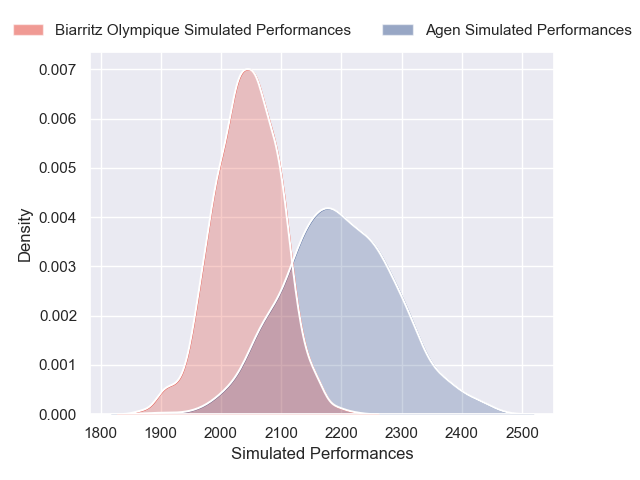 Biarritz Olympique Simulated Performances
Agen Simulated Performances
0.007
0.006
0.005
0.004
0.003
0.002
0.001
0.000
Density
1800 1900 2000 2100 2200 2300 2400 2500
Simulated Performances